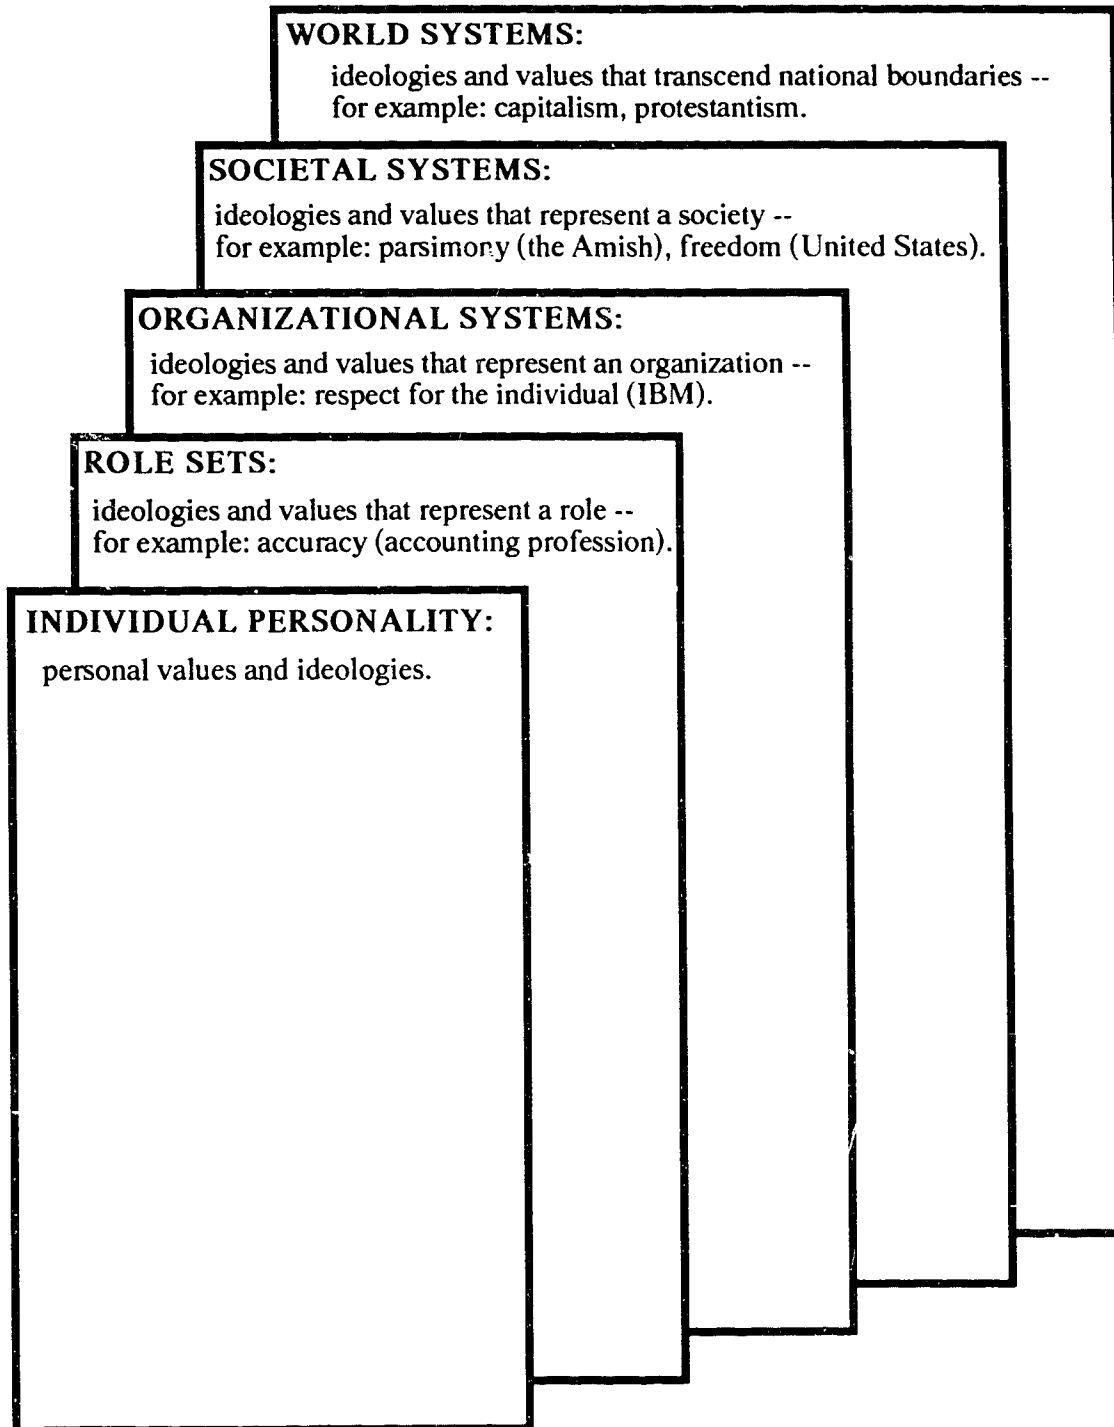 WORLD SYSTEMS:
ideologies and values that transcend national boundaries --
for example: capitalism, protestantism.
SOCIETAL SYSTEMS:
ideologies and values that represent a society --
for example: parsimony (the Amish), freedom (United States).
ORGANIZATIONAL SYSTEMS:
ideologies and values that represent an organization --
for example: respect for the individual (IBM).
ROLE SETS:
ideologies and values that represent a role --
for example: accuracy (accounting profession).
INDIVIDUAL PERSONALITY:
personal values and ideologies.